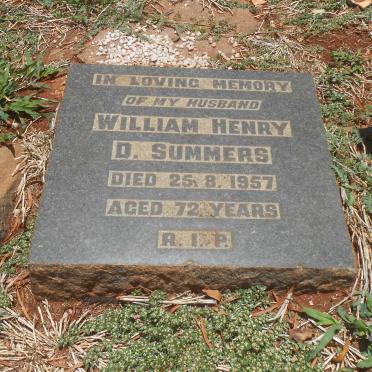 IN LOVING MEMORY
OF MY HUSBAND
WILLIAM HENRY
D. SUMMERS
DIED 25.8.1957
AGED 72 YEARS
R.I.P.